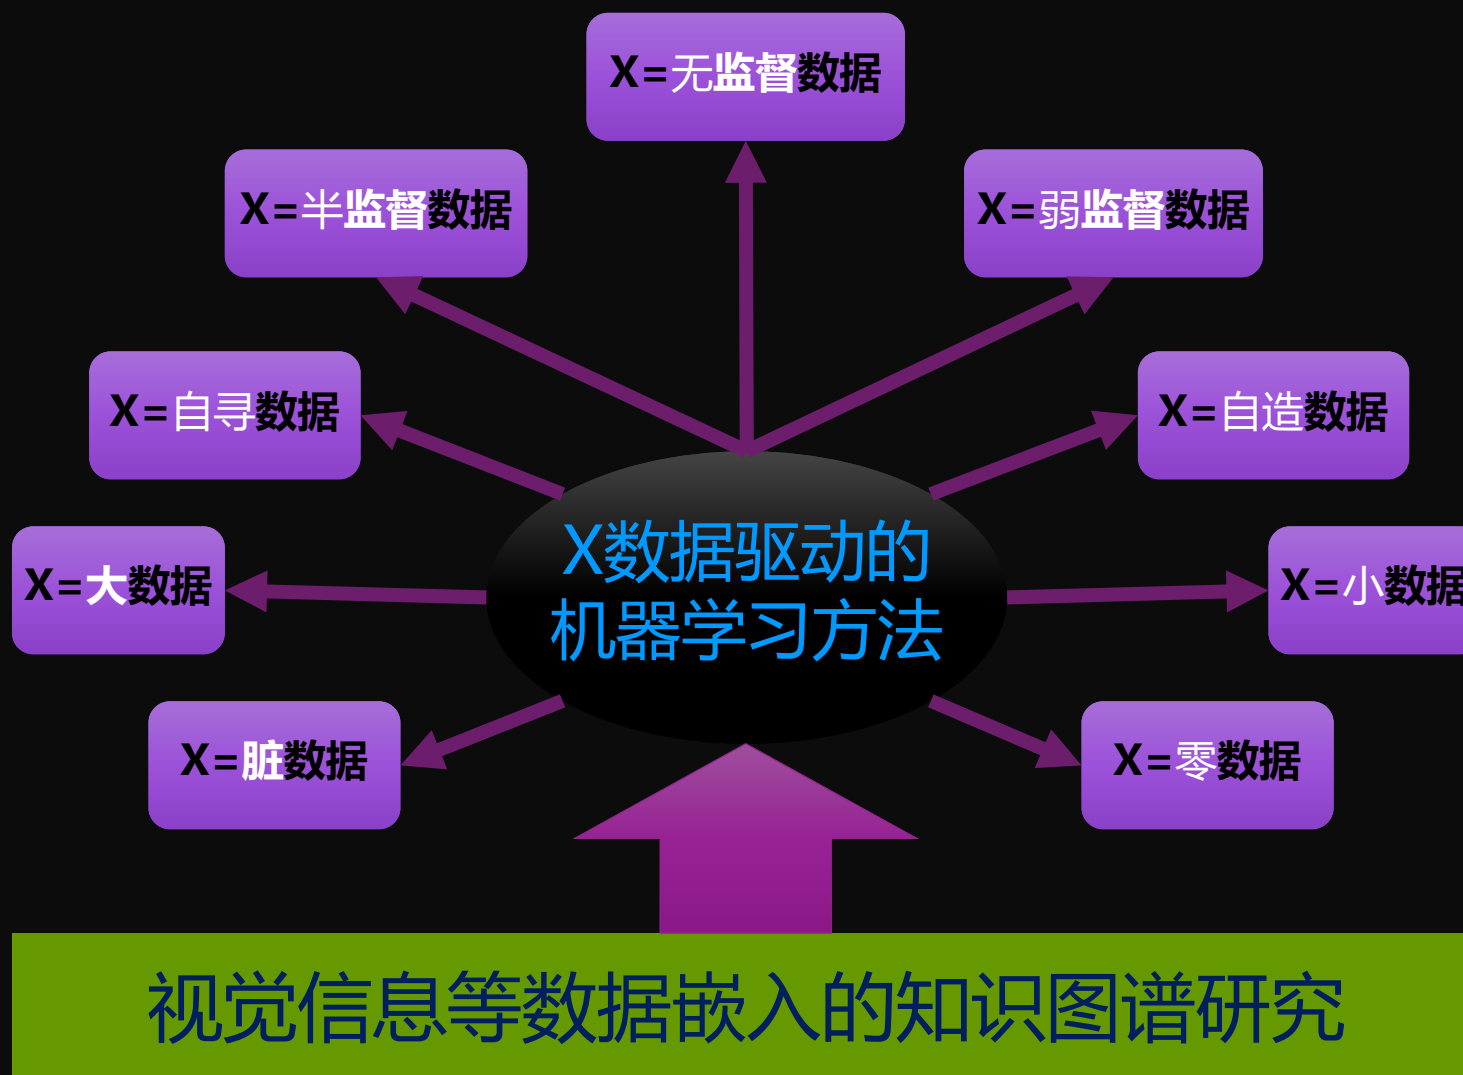 X=无监督数据
X=半监督数据
X=弱监督数据
X=自寻数据
X=自造数据
X数据驱动的
机器学习方法
X=大数据
X=小数据
X=脏数据
X=零数据
视觉信息等数据嵌入的知识图谱研究